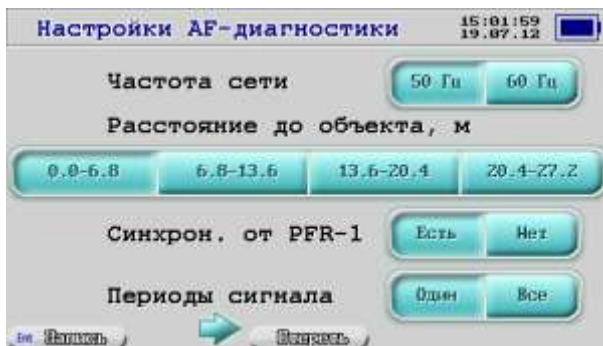 Настройки AF-диагностики 15:01:59
19.07.12
Частота сети 50 Гц 60 Гц
Расстояние до объекта, м
0.0-6.8 6.8-13.6 13.6-20.4 20.4-27.2
Синхрон. от PFR-1 Есть Нет
Периоды сигнала Один Все
Ent Запись